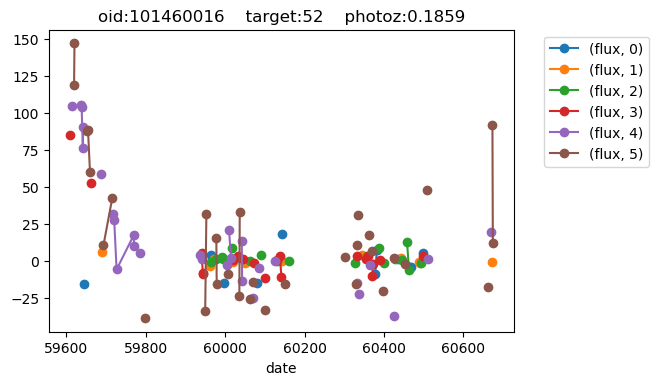 oid:101460016    target:52    photoz:0.1859
150
125
100
75
50
25
0
−25
59600
59800
60000
60200
60400
60600
date
(flux, 0)
(flux, 1)
(flux, 2)
(flux, 3)
(flux, 4)
(flux, 5)